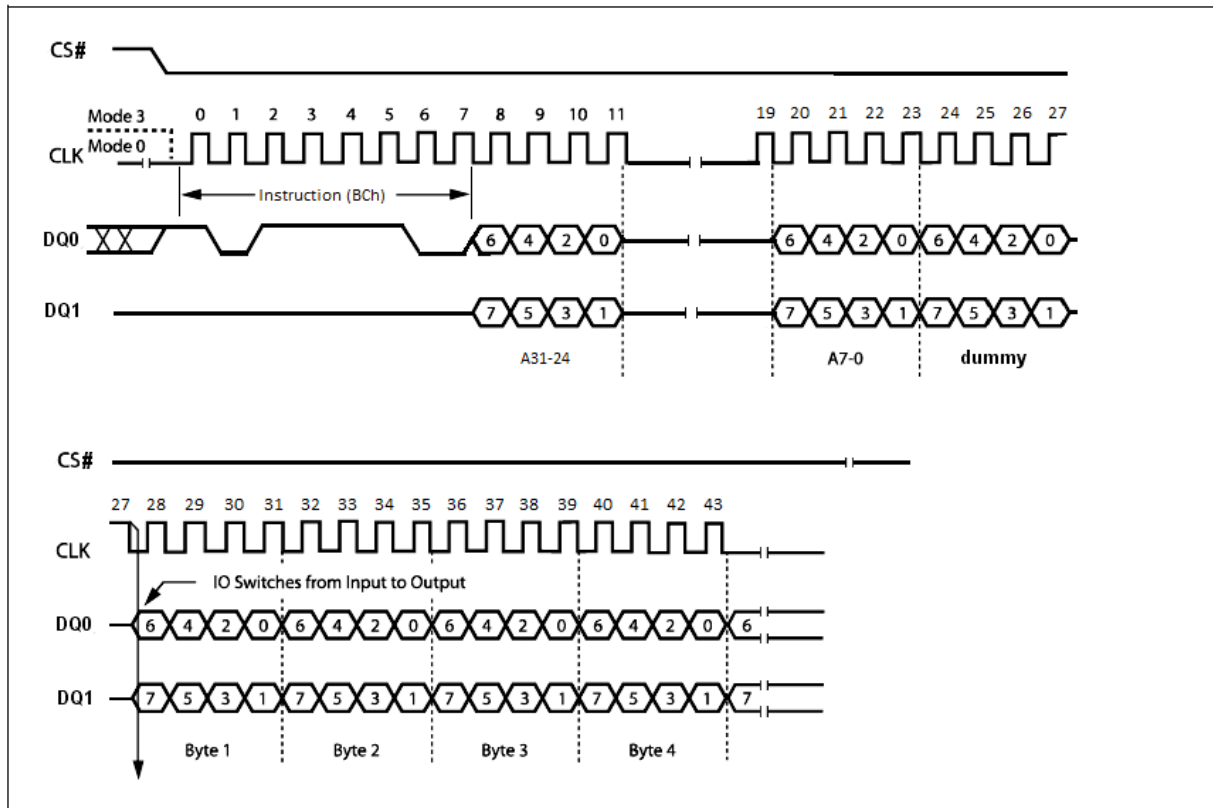 CS#
Mode 3
0 1 2 3 4 5 6 7 8 9 10 11 19 20 21 22 23 24 25 26 27
Mode 0
CLK
Instruction (BCh)
DQ0 6 4 2 0 6 4 2 0 6 4 2 0
DQ1 7 5 3 1 7 5 3 1 7 5 3 1
A31-24 A7-0 dummy
CS#
27 28 29 30 31 32 33 34 35 36 37 38 39 40 41 42 43
CLK
IO Switches from Input to Output
DQ0 6 4 2 0 6 4 2 0 6 4 2 0 6 4 2 0 6
DQ1 7 5 3 1 7 5 3 1 7 5 3 1 7 5 3 1 7
Byte 1 Byte 2 Byte 3 Byte 4